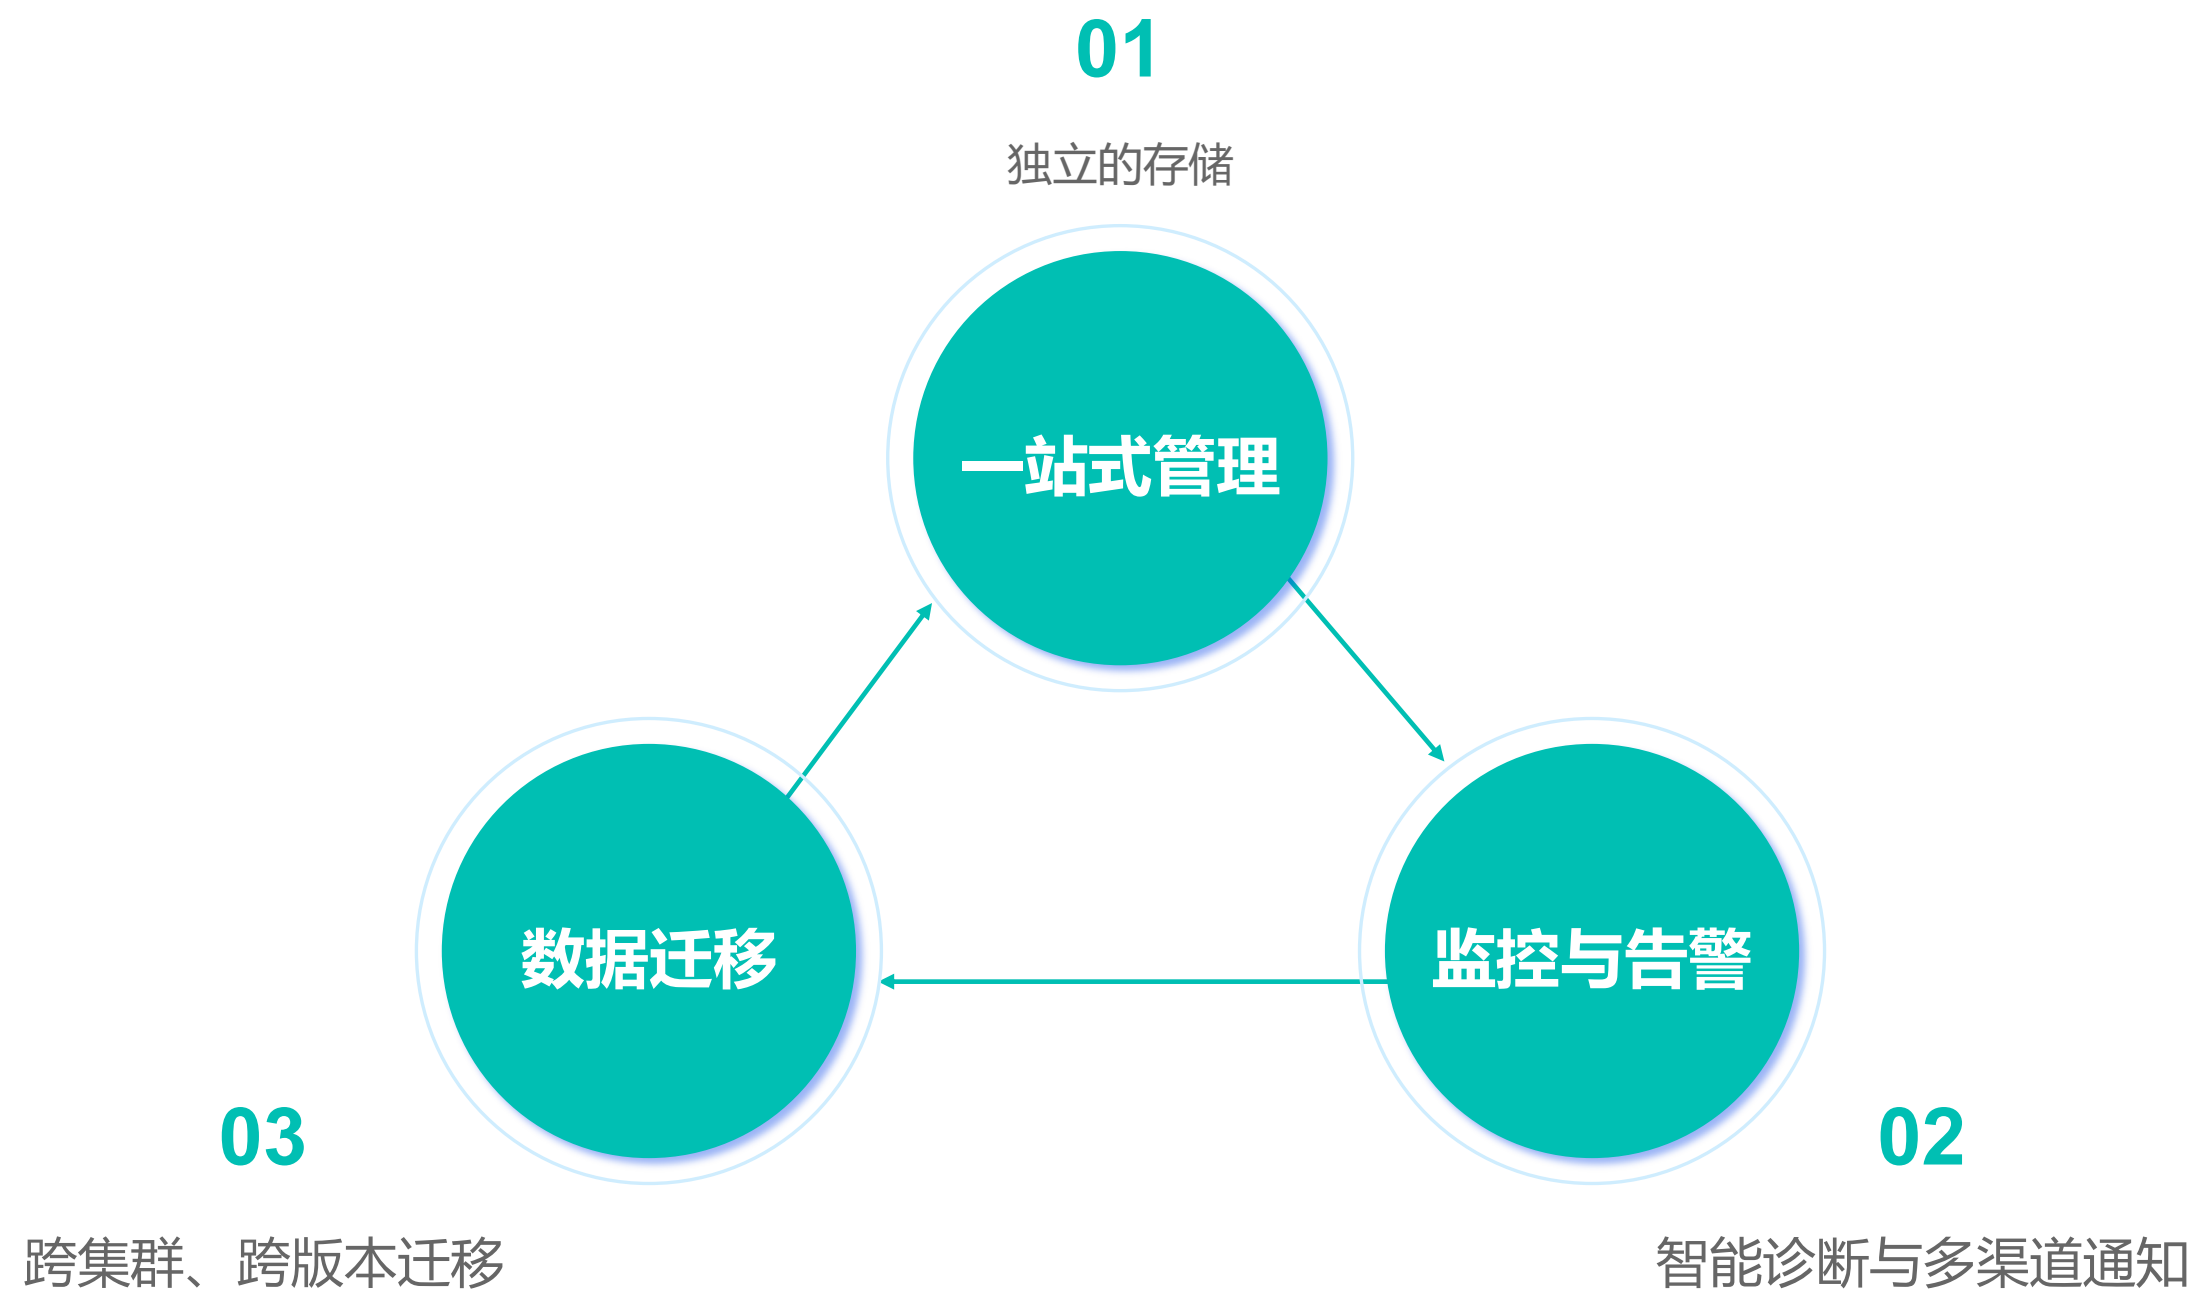 01
独立的存储
一站式管理
数据迁移
监控与告警
03
02
跨集群、跨版本迁移
智能诊断与多渠道通知